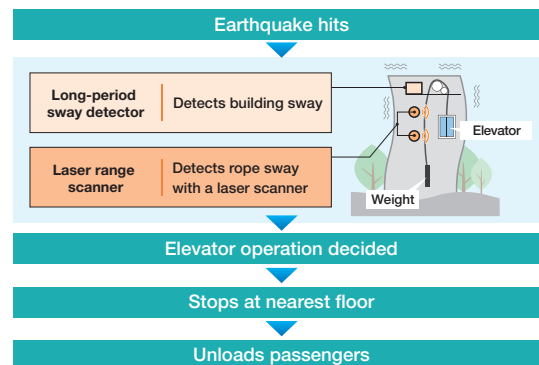 Earthquake hits
Long-period
sway detector
Detects building sway
Laser range
scanner
Detects rope sway
with a laser scanner
Elevator
Weight
Elevator operation decided
Stops at nearest floor
Unloads passengers